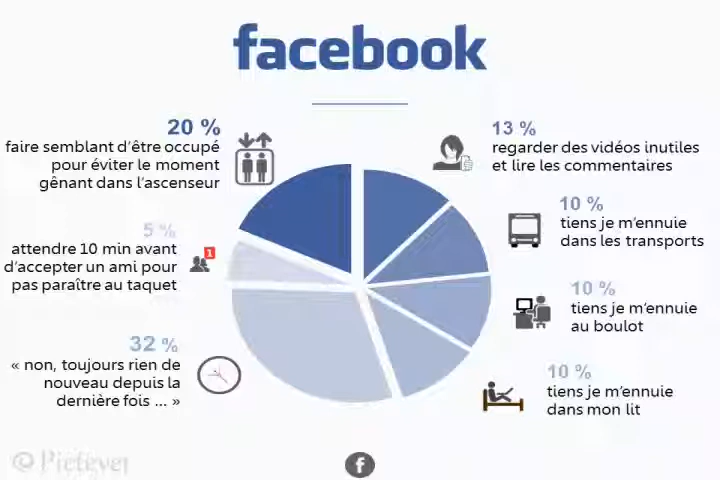 facebook
20 %
faire semblant d'être occupé
pour éviter le moment
gênant dans l'ascenseur
13 %
regarder des vidéos inutiles
et lire les commentaires
10 %
tiens je m'ennuie
dans les transports
5 %
attendre 10 min avant
d'accepter un ami pour
pas paraître au taquet
1
10 %
tiens je m'ennuie
au boulot
32 %
« non, toujours rien de
nouveau depuis la
dernière fois ... »
10 %
tiens je m'ennuie
dans mon lit
f